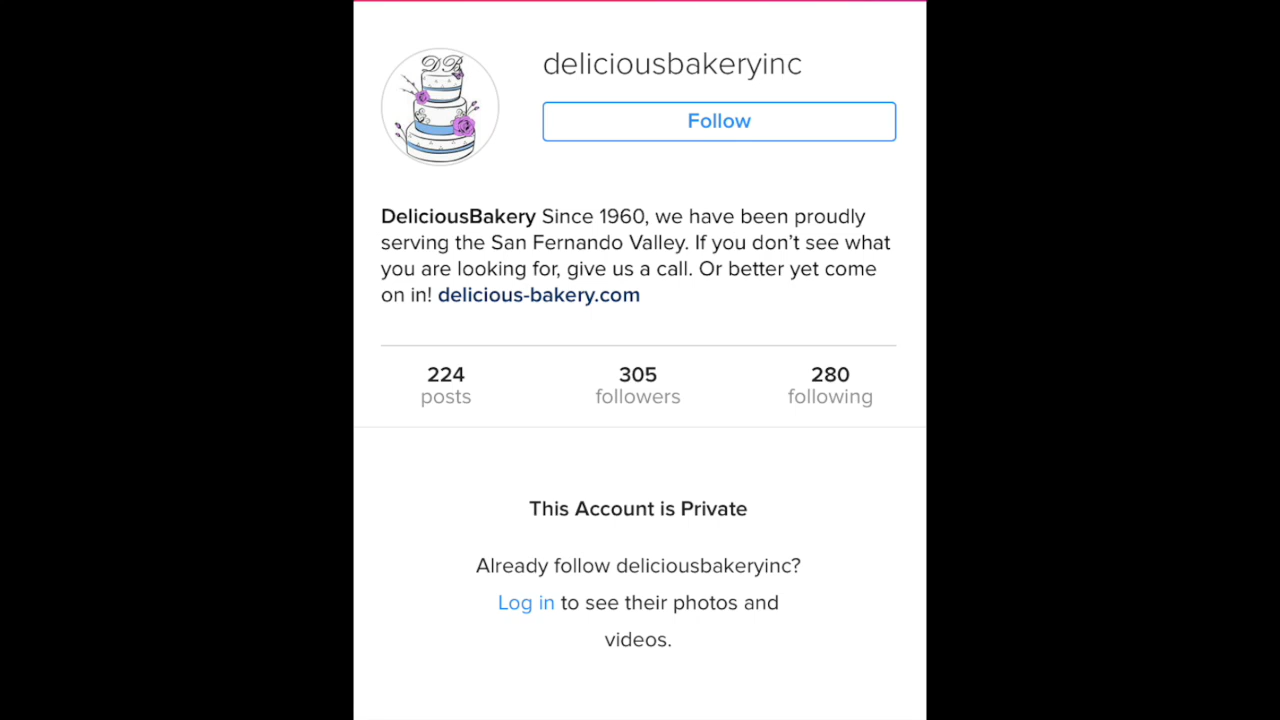 DB
deliciousbakeryinc
Follow
DeliciousBakery Since 1960, we have been proudly
serving the San Fernando Valley. If you don’t see what
you are looking for, give us a call. Or better yet come
on in! delicious-bakery.com
224 305 280
posts followers following
This Account is Private
Already follow deliciousbakeryinc?
Log in to see their photos and
videos.